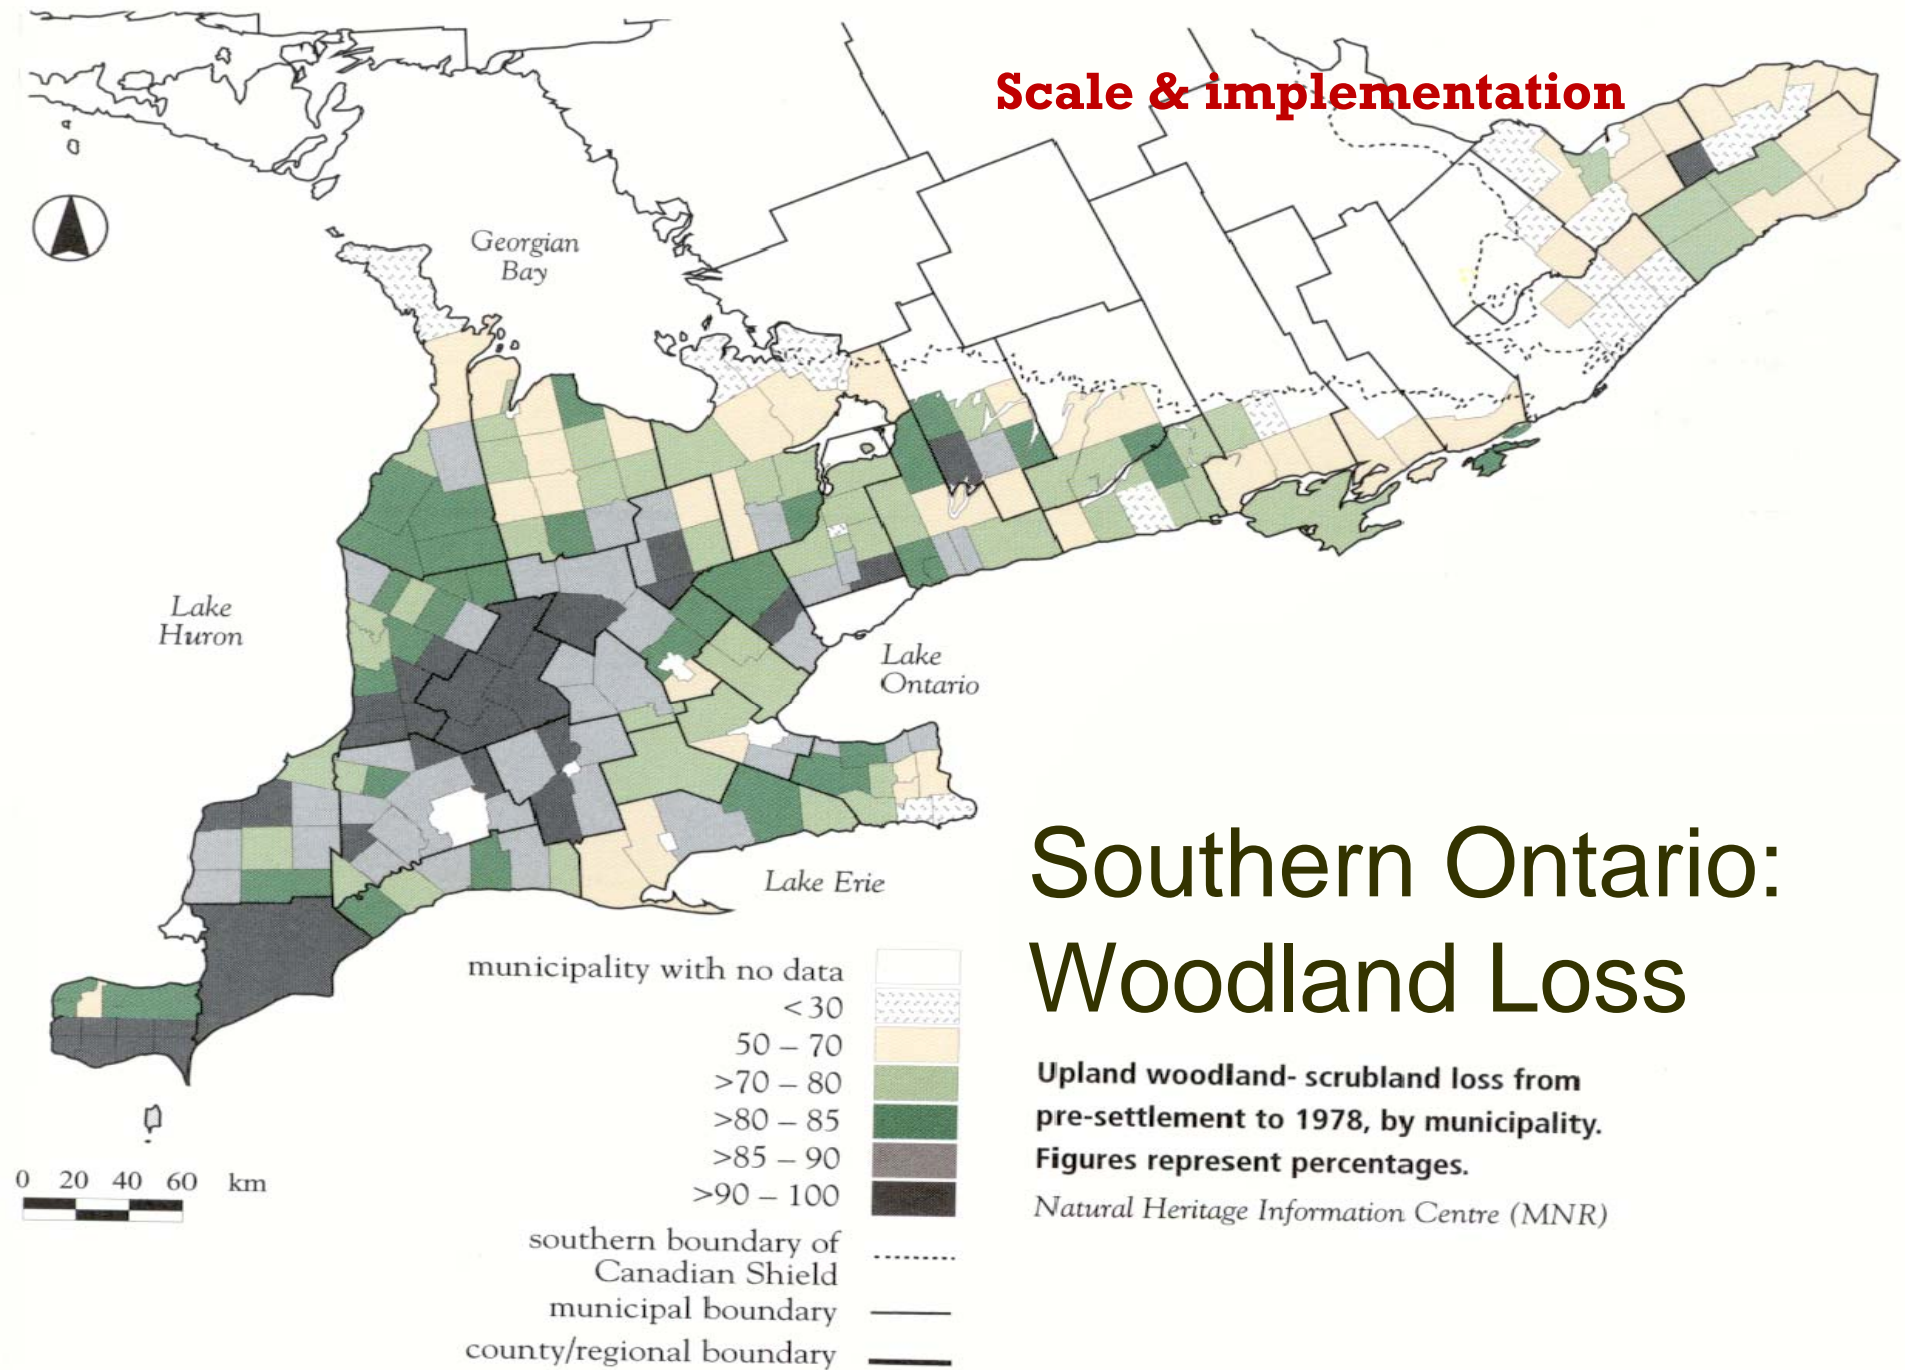 Scale & implementation
Georgian
Bay
Lake
Huron
Lake
Ontario
Lake Erie
Southern Ontario:
Woodland Loss
municipality with no data
<30
50 – 70
>70 – 80
>80 – 85
>85 – 90
>90 – 100
southern boundary of
Canadian Shield
municipal boundary
county/regional boundary
0 20 40 60 km
Upland woodland- scrubland loss from
pre-settlement to 1978, by municipality.
Figures represent percentages.
Natural Heritage Information Centre (MNR)